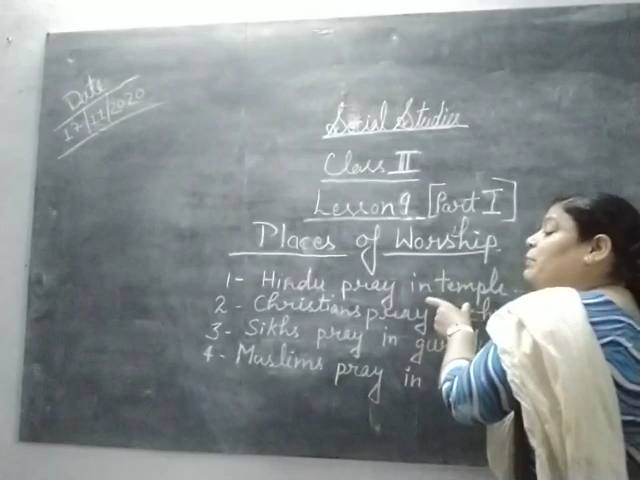 Date
17/11/2020
Social Studies
Class II
Lesson 9 [Part I]
Places of Worship
1- Hindu pray in temple.
2- Christians pray
3- Sikhs pray in
4- Muslims pray in